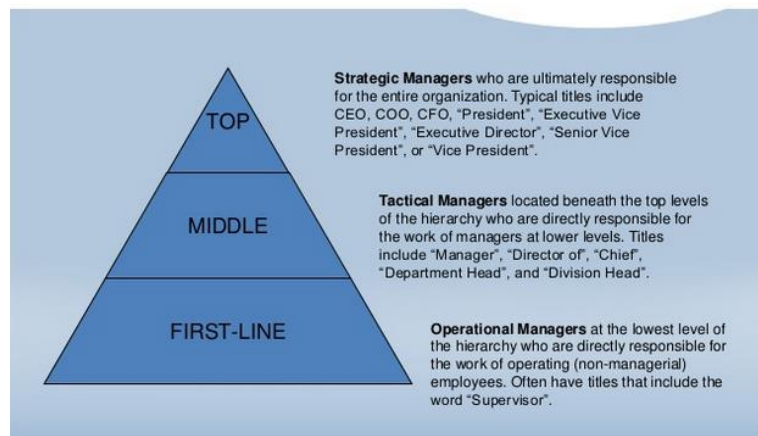 TOP
Strategic Managers who are ultimately responsible
for the entire organization. Typical titles include
CEO, COO, CFO, “President”, “Executive Vice
President”, “Executive Director”, “Senior Vice
President”, or “Vice President”.
MIDDLE
Tactical Managers located beneath the top levels
of the hierarchy who are directly responsible for
the work of managers at lower levels. Titles
include “Manager”, “Director of”, “Chief”,
“Department Head”, and “Division Head”.
FIRST-LINE
Operational Managers at the lowest level of
the hierarchy who are directly responsible for
the work of operating (non-managerial)
employees. Often have titles that include the
word “Supervisor”.